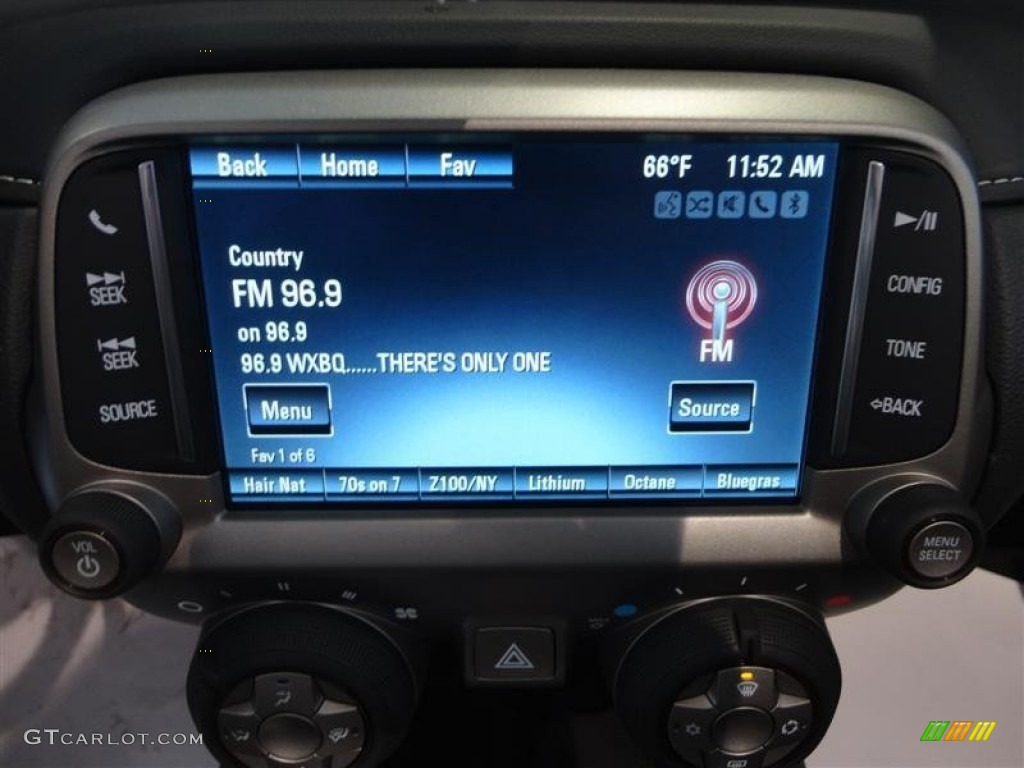 Back Home Fav 66°F 11:52 AM
Country
FM 96.9
on 96.9
96.9 WXBQ......THERE'S ONLY ONE
FM
Menu
Source
Fav 1 of 6
Hair Nat 70s on 7 Z100/NY Lithium Octane Bluegras
SEEK
SEEK
SOURCE
CONFIG
TONE
BACK
VOL
MENU
SELECT
GTCARLOT.COM